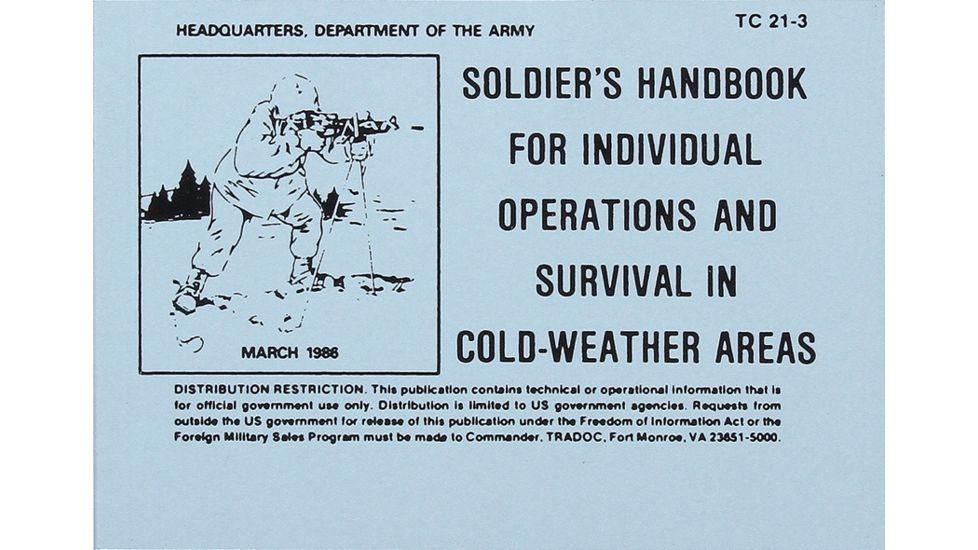 HEADQUARTERS, DEPARTMENT OF THE ARMY
TC 21-3
SOLDIER'S HANDBOOK
FOR INDIVIDUAL
OPERATIONS AND
SURVIVAL IN
COLD-WEATHER AREAS
MARCH 1986
DISTRIBUTION RESTRICTION. This publication contains technical or operational information that is
for official government use only. Distribution is limited to US government agencies. Requests from
outside the US government for release of this publication under the Freedom of Information Act or the
Foreign Military Sales Program must be made to Commander, TRADOC, Fort Monroe, VA 23651-5000.